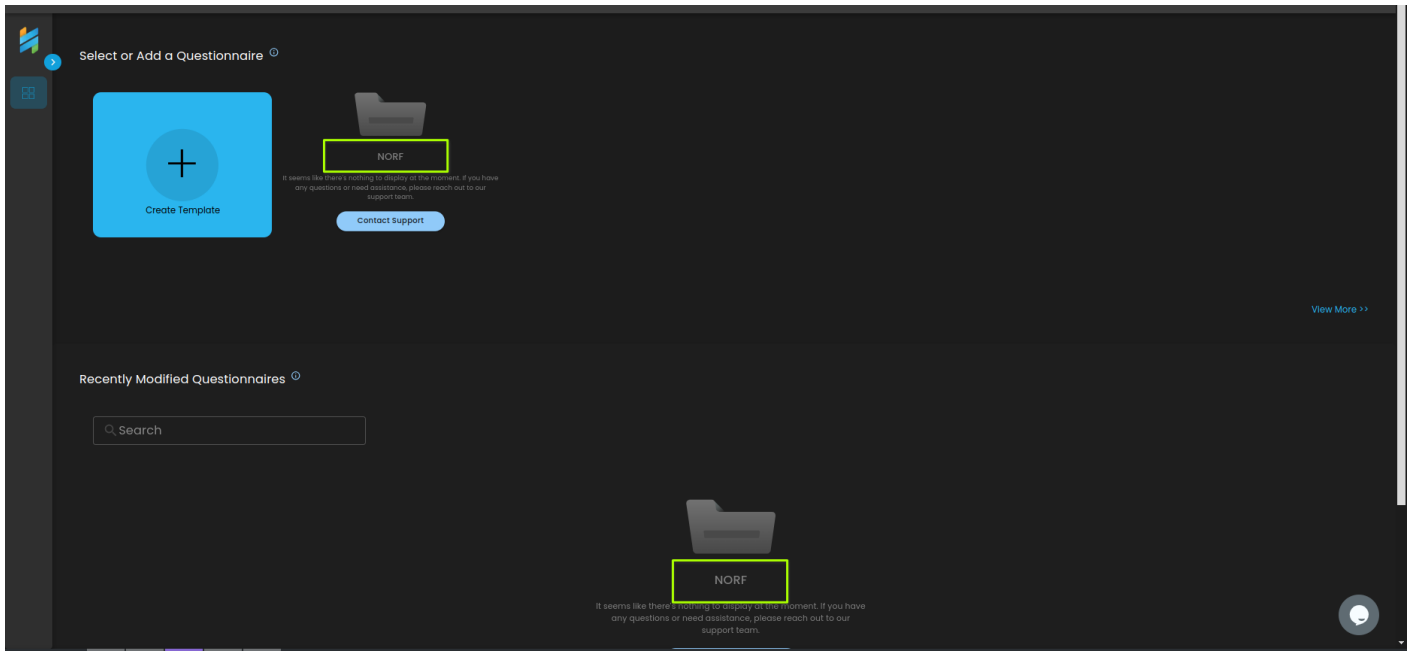 Select or Add a Questionnaire
Create Template
NORF
It seems like there's nothing to display at the moment. If you have
any questions or need assistance, please reach out to our
support team.
Contact Support
View More >>
Recently Modified Questionnaires
Search
NORF
It seems like there's nothing to display at the moment. If you have
any questions or need assistance, please reach out to our
support team.